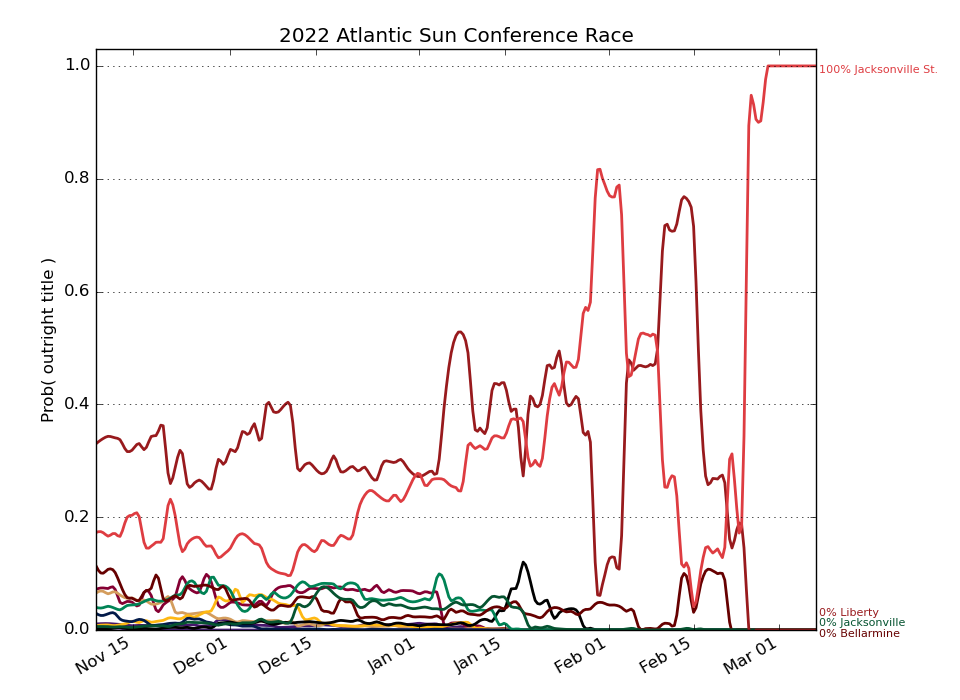 2022 Atlantic Sun Conference Race
1.0
0.8
0.6
0.4
0.2
0.0
Prob( outright title )
Nov 15
Dec 01
Dec 15
Jan 01
Jan 15
Feb 01
Feb 15
Mar 01
100% Jacksonville St.
0% Liberty
0% Jacksonville
0% Bellarmine